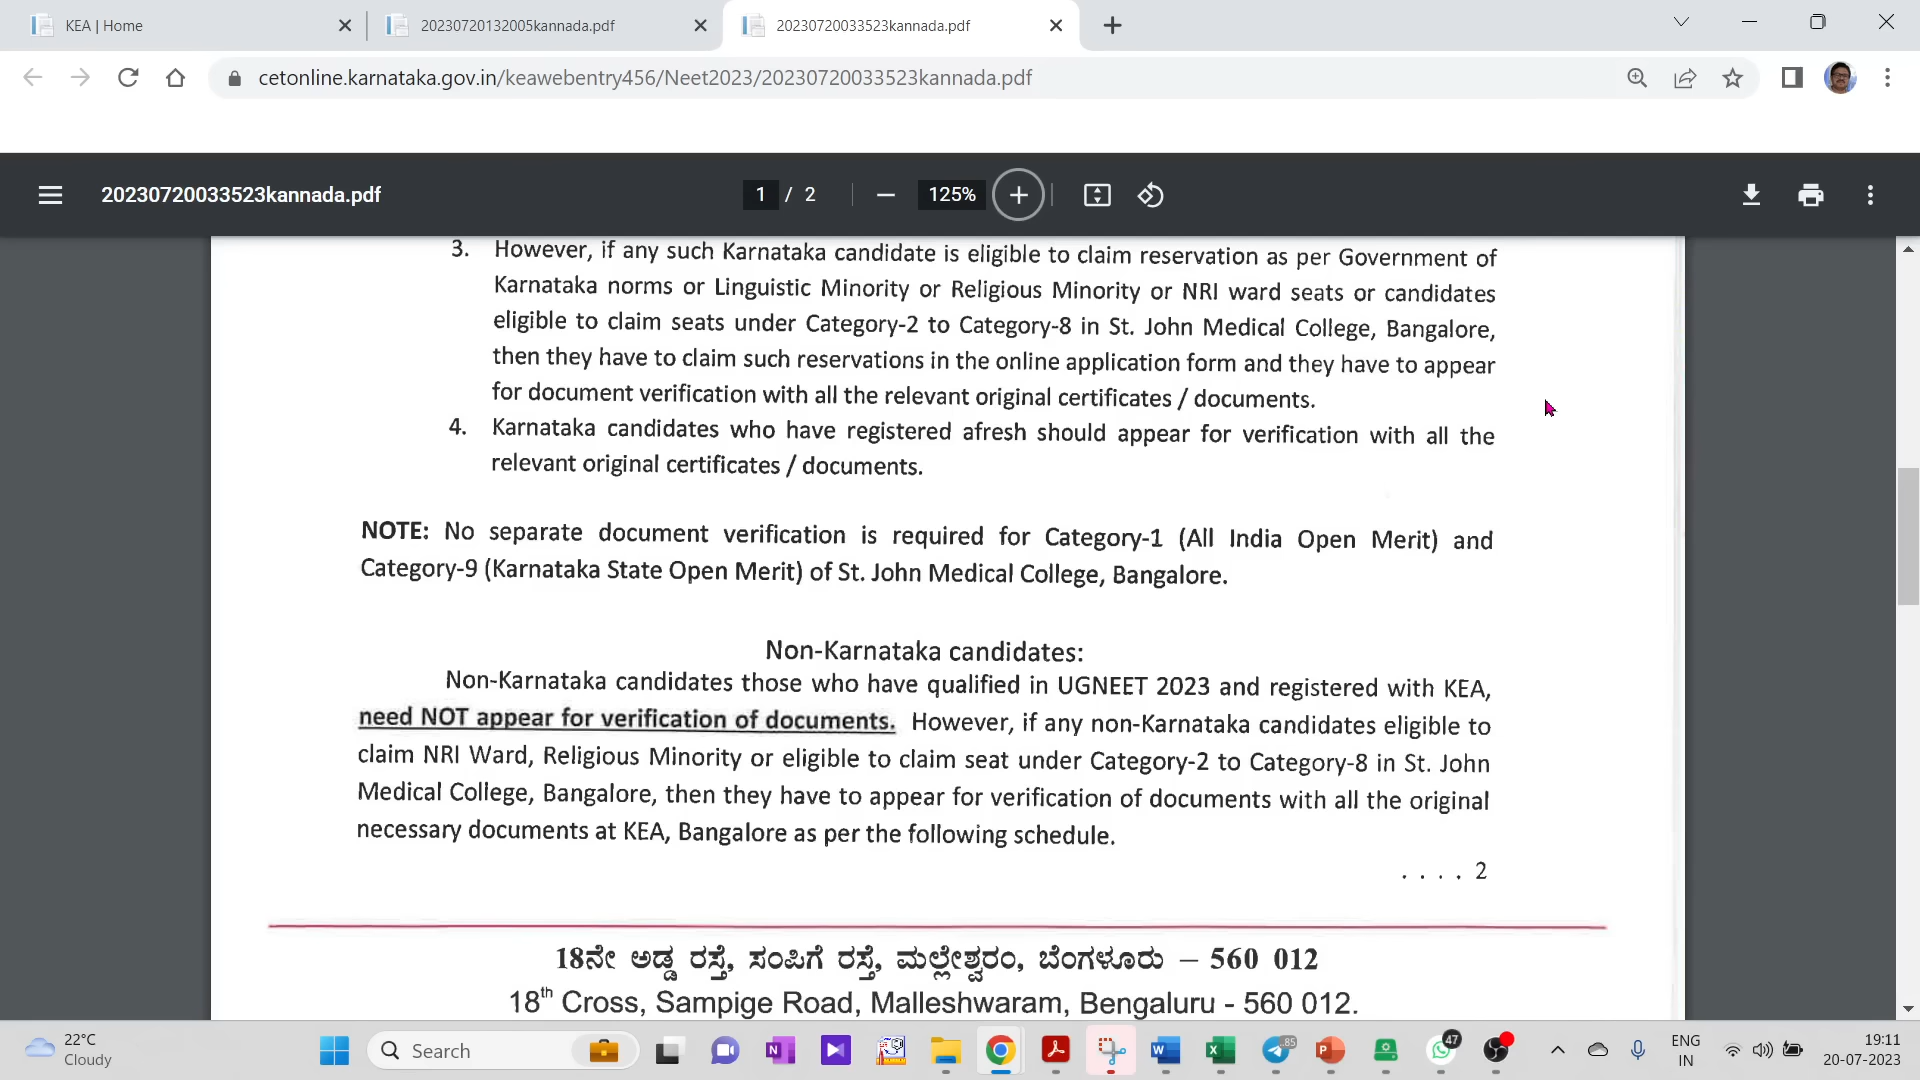 KEA | Home
20230720132005kannada.pdf
20230720033523kannada.pdf
cetonline.karnataka.gov.in/keawebentry456/Neet2023/20230720033523kannada.pdf
20230720033523kannada.pdf
1 / 2
125%
3. However, if any such Karnataka candidate is eligible to claim reservation as per Government of
Karnataka norms or Linguistic Minority or Religious Minority or NRI ward seats or candidates
eligible to claim seats under Category-2 to Category-8 in St. John Medical College, Bangalore,
then they have to claim such reservations in the online application form and they have to appear
for document verification with all the relevant original certificates / documents.
4. Karnataka candidates who have registered afresh should appear for verification with all the
relevant original certificates / documents.
NOTE: No separate document verification is required for Category-1 (All India Open Merit) and
Category-9 (Karnataka State Open Merit) of St. John Medical College, Bangalore.
Non-Karnataka candidates:
Non-Karnataka candidates those who have qualified in UGNEET 2023 and registered with KEA,
need NOT appear for verification of documents. However, if any non-Karnataka candidates eligible to
claim NRI Ward, Religious Minority or eligible to claim seat under Category-2 to Category-8 in St. John
Medical College, Bangalore, then they have to appear for verification of documents with all the original
necessary documents at KEA, Bangalore as per the following schedule.
. . . . 2
18ನೇ ಅಡ್ಡ ರಸ್ತೆ, ಸಂಪಿಗೆ ರಸ್ತೆ, ಮಲ್ಲೇಶ್ವರಂ, ಬೆಂಗಳೂರು – 560 012
18th Cross, Sampige Road, Malleshwaram, Bengaluru - 560 012.
22°C
Cloudy
Search
85
47
ENG
IN
19:11
20-07-2023